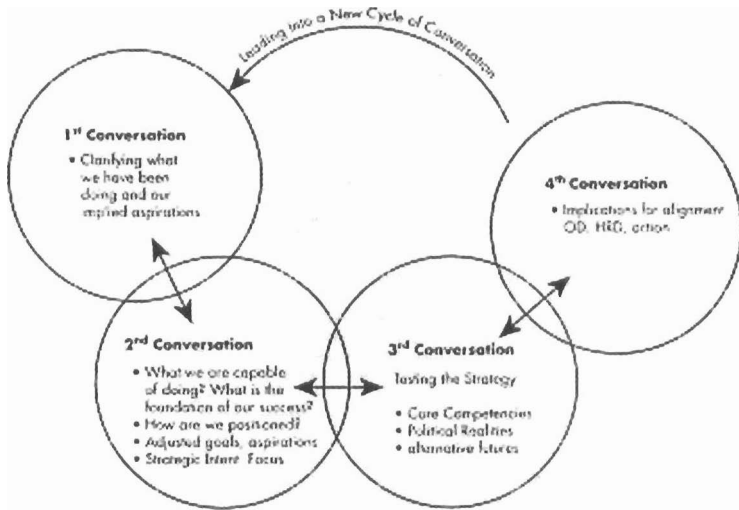 Leading into a New Cycle of Conversation
1st Conversation
• Clarifying what
we have been
doing and our
implied aspirations
2nd Conversation
• What we are capable
of doing? What is the
foundation of our success?
• How are we positioned?
• Adjusted goals, aspirations
• Strategic Intent Focus
3rd Conversation
Testing the Strategy
• Core Competencies
• Political Realities
• alternative futures
4th Conversation
• Implications for alignment
OD, HRD, action